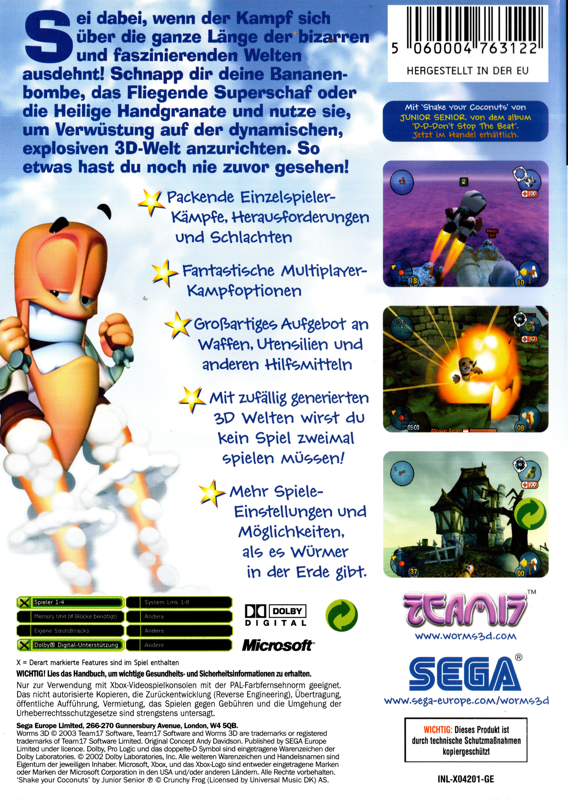 Sei dabei, wenn der Kampf sich
über die ganze Länge der bizarren
und faszinierenden Welten
ausdehnt! Schnapp dir deine Bananen-
bombe, das Fliegende Superschaf oder
die Heilige Handgranate und nutze sie,
um Verwüstung auf der dynamischen,
explosiven 3D-Welt anzurichten. So
etwas hast du noch nie zuvor gesehen!
5 060004 763122
HERGESTELLT IN DER EU
Mit 'Shake your Coconuts' von
JUNIOR SENIOR, von dem album
'D-D-Don't Stop The Beat'.
Jetzt im Handel erhältlich.
Packende Einzelspieler-
Kämpfe, Herausforderungen
und Schlachten
Fantastische Multiplayer-
Kampfoptionen
Großartiges Aufgebot an
Waffen, Utensilien und
anderen Hilfsmitteln
Mit zufällig generierten
3D Welten wirst du
kein Spiel zweimal
spielen müssen!
Mehr Spiele-
Einstellungen und
Möglichkeiten,
als es Würmer
in der Erde gibt.
X Spieler 1-4
System Link 1-8
Memory Unit (# Blöcke benötigt)
Andere
Eigene Soundtracks
Andere
X Dolby® Digital-Unterstützung
Andere
X = Derart markierte Features sind im Spiel enthalten
DOLBY
DIGITAL
Microsoft®
TEAM17™
www.worms3d.com
SEGA®
www.sega-europe.com/worms3d
WICHTIG! Lies das Handbuch, um wichtige Gesundheits- und Sicherheitsinformationen zu erhalten.
Nur zur Verwendung mit Xbox-Videospielkonsolen mit der PAL-Farbfernsehnorm geeignet.
Das nicht autorisierte Kopieren, die Zurückentwicklung (Reverse Engineering), Übertragung,
öffentliche Aufführung, Vermietung, das Spielen gegen Gebühren und die Umgehung der
Urheberrechtsschutzgesetze sind strengstens untersagt.
Sega Europe Limited, 266-270 Gunnersbury Avenue, London, W4 5QB.
Worms 3D © 2003 Team17 Software, Team17 Software and Worms 3D are trademarks or registered
trademarks of Team17 Software Limited. Original Concept Andy Davidson, Published by SEGA Europe
Limited under licence. Dolby, Pro Logic und das doppelte-D Symbol sind eingetragene Warenzeichen der
Dolby Laboratories. © 2002 Dolby Laboratories, Inc. Alle weiteren Warenzeichen und Handelsnamen sind
Eigentum der jeweiligen Inhaber. Microsoft, Xbox, und das Xbox-Logo sind entweder eingetragene Marken
oder Marken der Microsoft Corporation in den USA und/oder anderen Ländern. Alle Rechte vorbehalten.
'Shake your Coconuts' by Junior Senior ℗ © Crunchy Frog (Licensed by Universal Music DK) AS.
WICHTIG: Dieses Produkt ist
durch technische Schutzmaßnahmen
kopiergeschützt
INL-X04201-GE